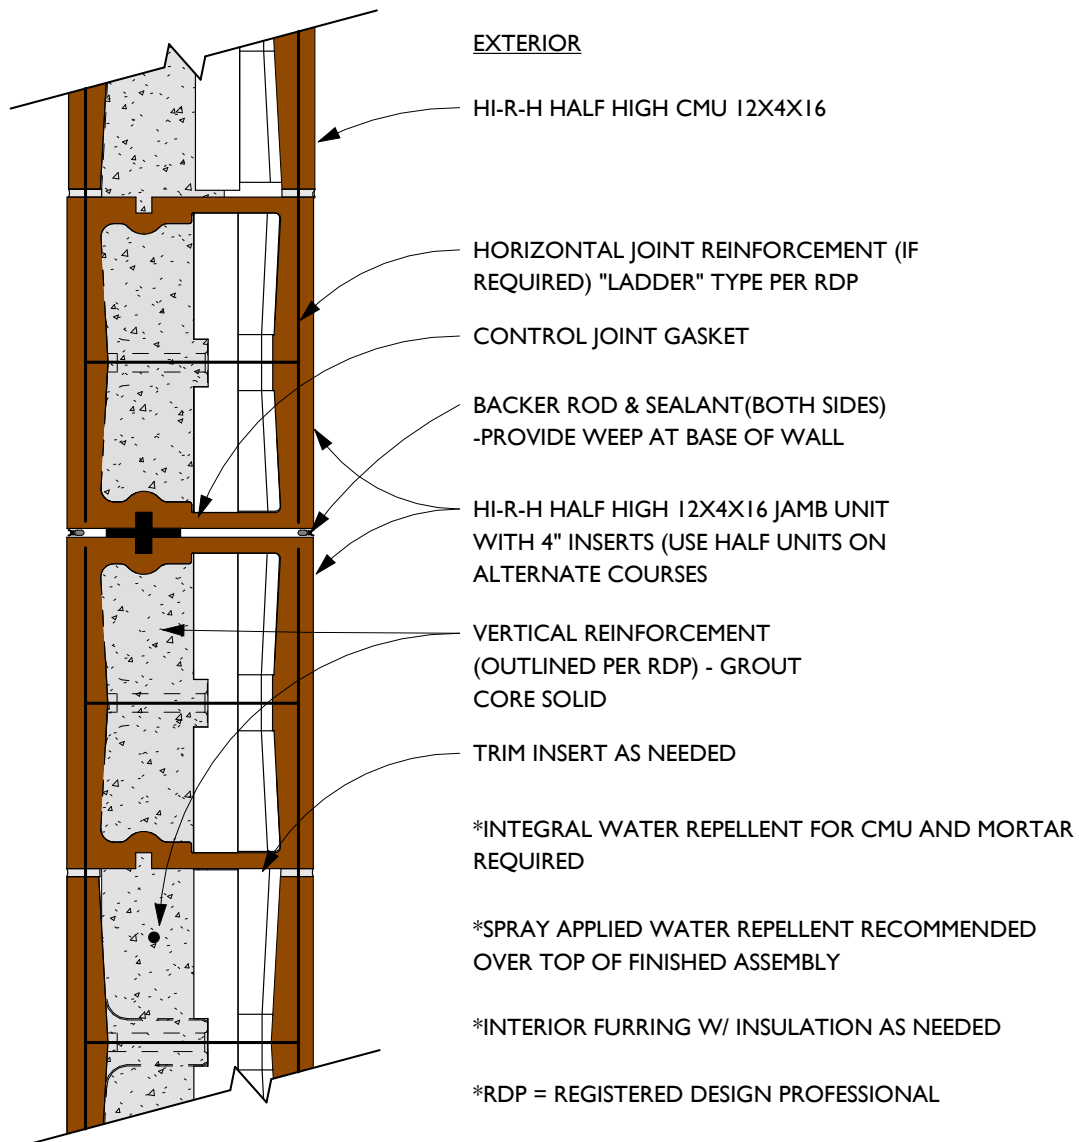 EXTERIOR
HI-R-H HALF HIGH CMU 12X4X16
HORIZONTAL JOINT REINFORCEMENT (IF
REQUIRED) "LADDER" TYPE PER RDP
CONTROL JOINT GASKET
BACKER ROD & SEALANT(BOTH SIDES)
-PROVIDE WEEP AT BASE OF WALL
HI-R-H HALF HIGH 12X4X16 JAMB UNIT
WITH 4" INSERTS (USE HALF UNITS ON
ALTERNATE COURSES
VERTICAL REINFORCEMENT
(OUTLINED PER RDP) - GROUT
CORE SOLID
TRIM INSERT AS NEEDED
*INTEGRAL WATER REPELLENT FOR CMU AND MORTAR
REQUIRED
*SPRAY APPLIED WATER REPELLENT RECOMMENDED
OVER TOP OF FINISHED ASSEMBLY
*INTERIOR FURRING W/ INSULATION AS NEEDED
*RDP = REGISTERED DESIGN PROFESSIONAL